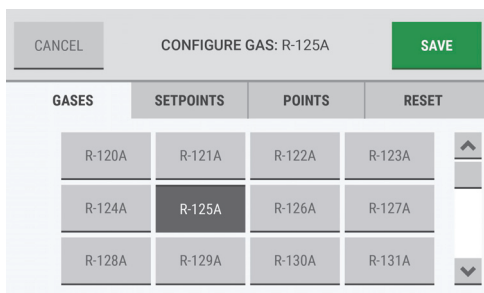 CANCEL CONFIGURE GAS: R-125A SAVE
GASES SETPOINTS POINTS RESET
R-120A R-121A R-122A R-123A
R-124A R-125A R-126A R-127A
R-128A R-129A R-130A R-131A